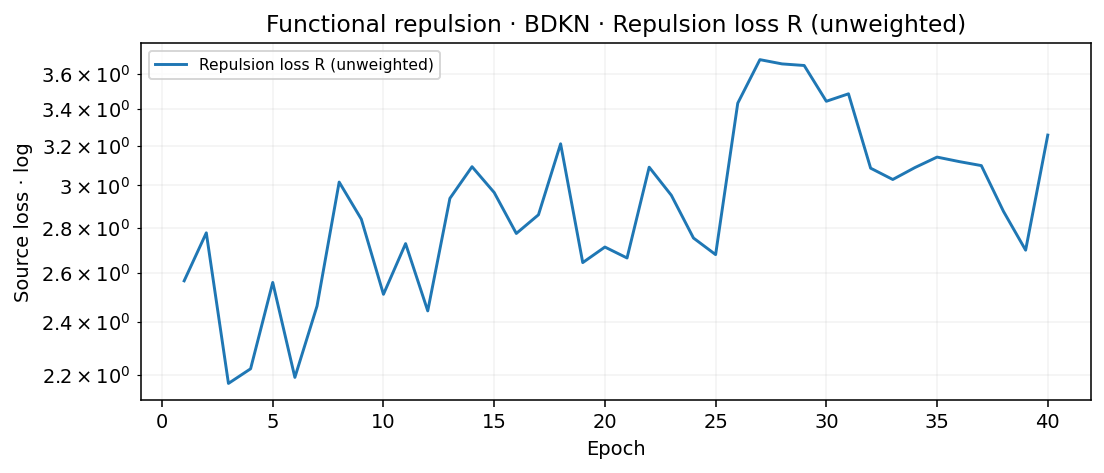 Functional repulsion · BDKN · Repulsion loss R (unweighted)
Repulsion loss R (unweighted)
Source loss · log
3.6 × 10⁰
3.4 × 10⁰
3.2 × 10⁰
3 × 10⁰
2.8 × 10⁰
2.6 × 10⁰
2.4 × 10⁰
2.2 × 10⁰
0 5 10 15 20 25 30 35 40
Epoch